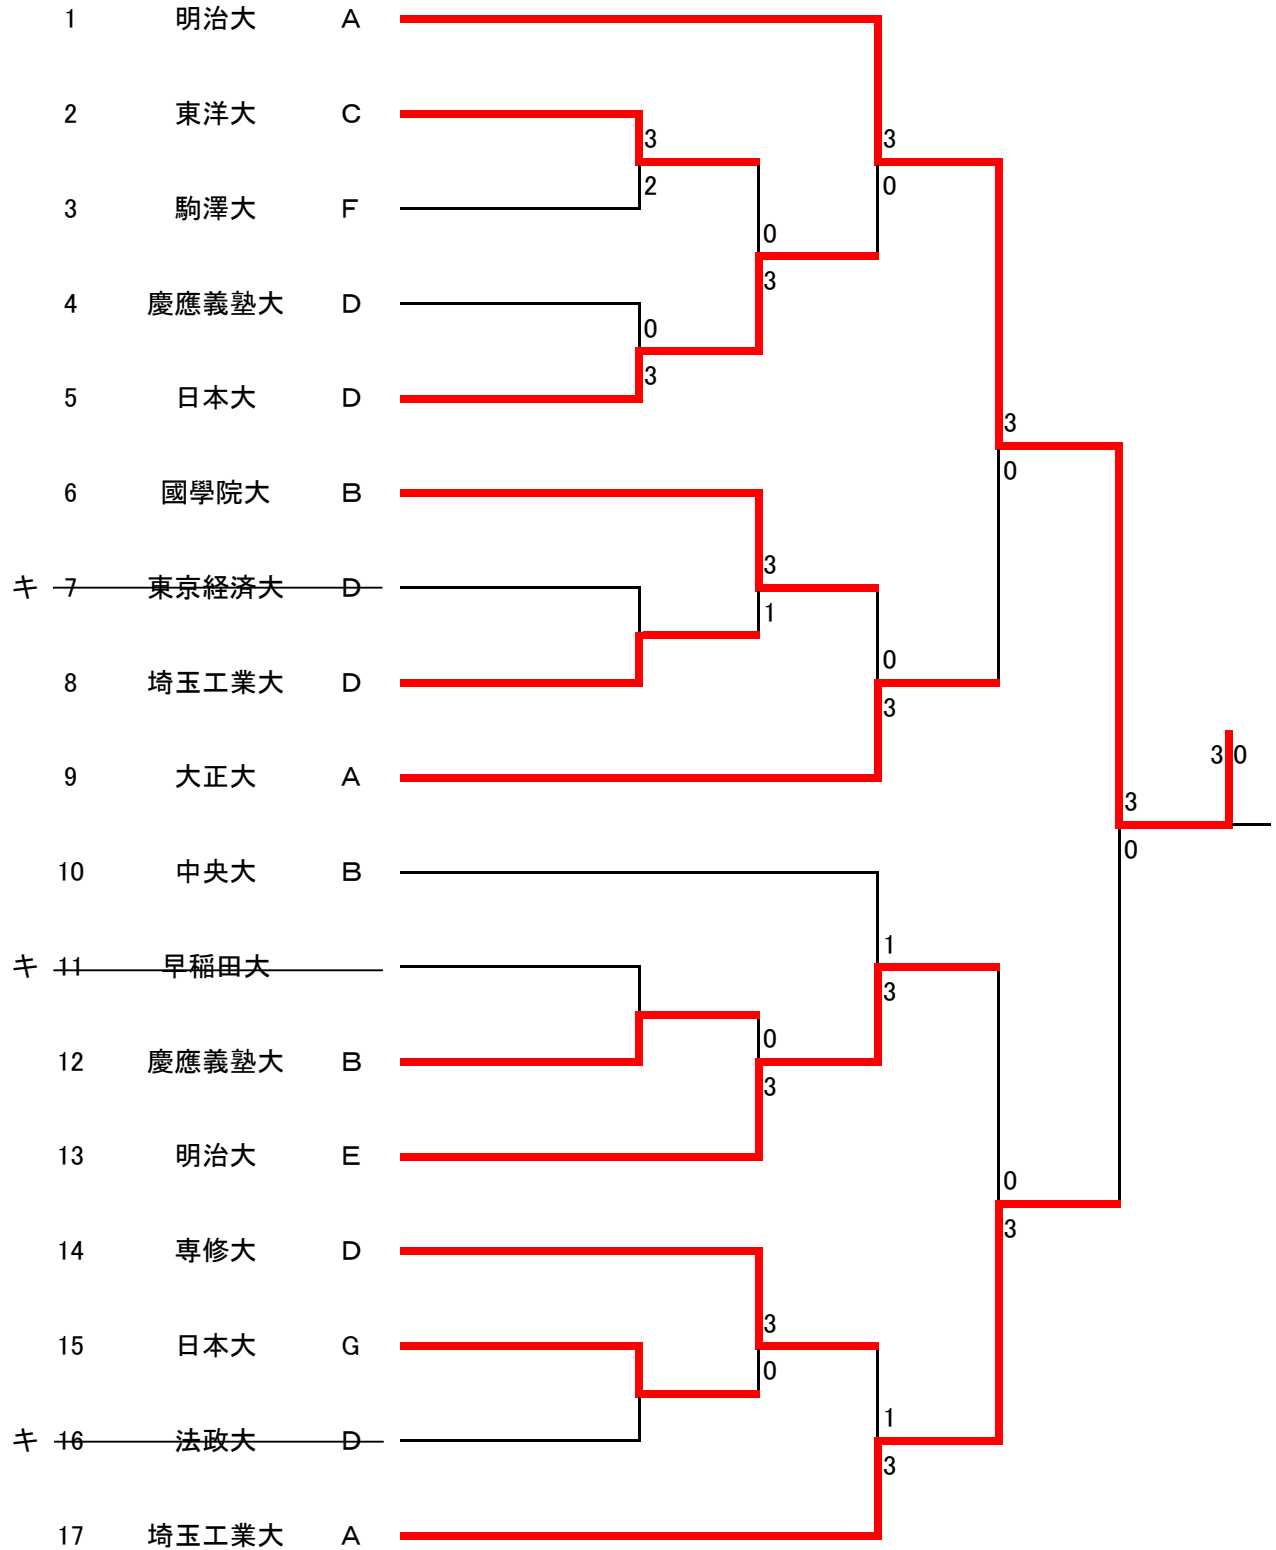 1 明治大 A
2 東洋大 C
3
2
3 駒澤大 F
3
0
0
3
4 慶應義塾大 D
0
3
5 日本大 D
3
0
6 國學院大 B
3
1
キ 7 東京経済大 D
8 埼玉工業大 D
0
3
9 大正大 A
3 0
3
0
10 中央大 B
1
3
キ 11 早稲田大
0
3
12 慶應義塾大 B
13 明治大 E
0
3
14 専修大 D
3
0
15 日本大 G
1
3
キ 16 法政大 D
17 埼玉工業大 A